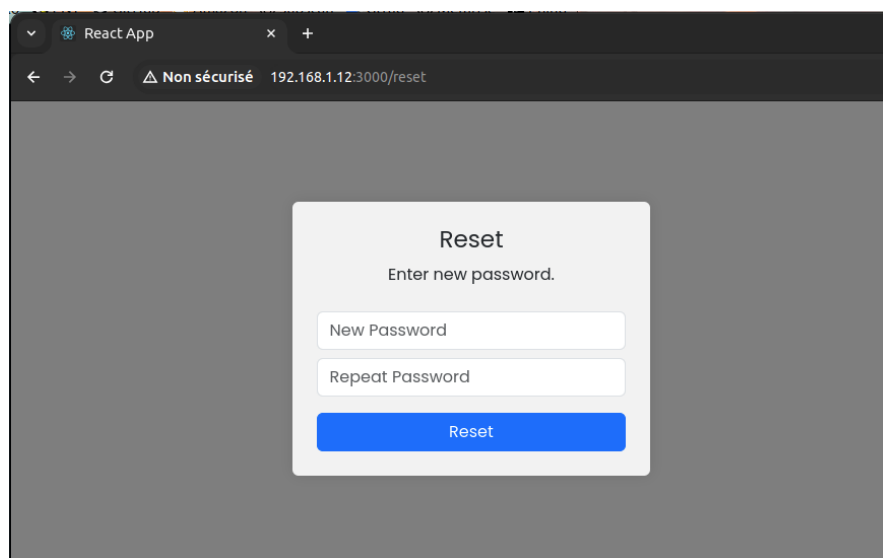 React App
Non sécurisé 192.168.1.12:3000/reset
Reset
Enter new password.
New Password
Repeat Password
Reset